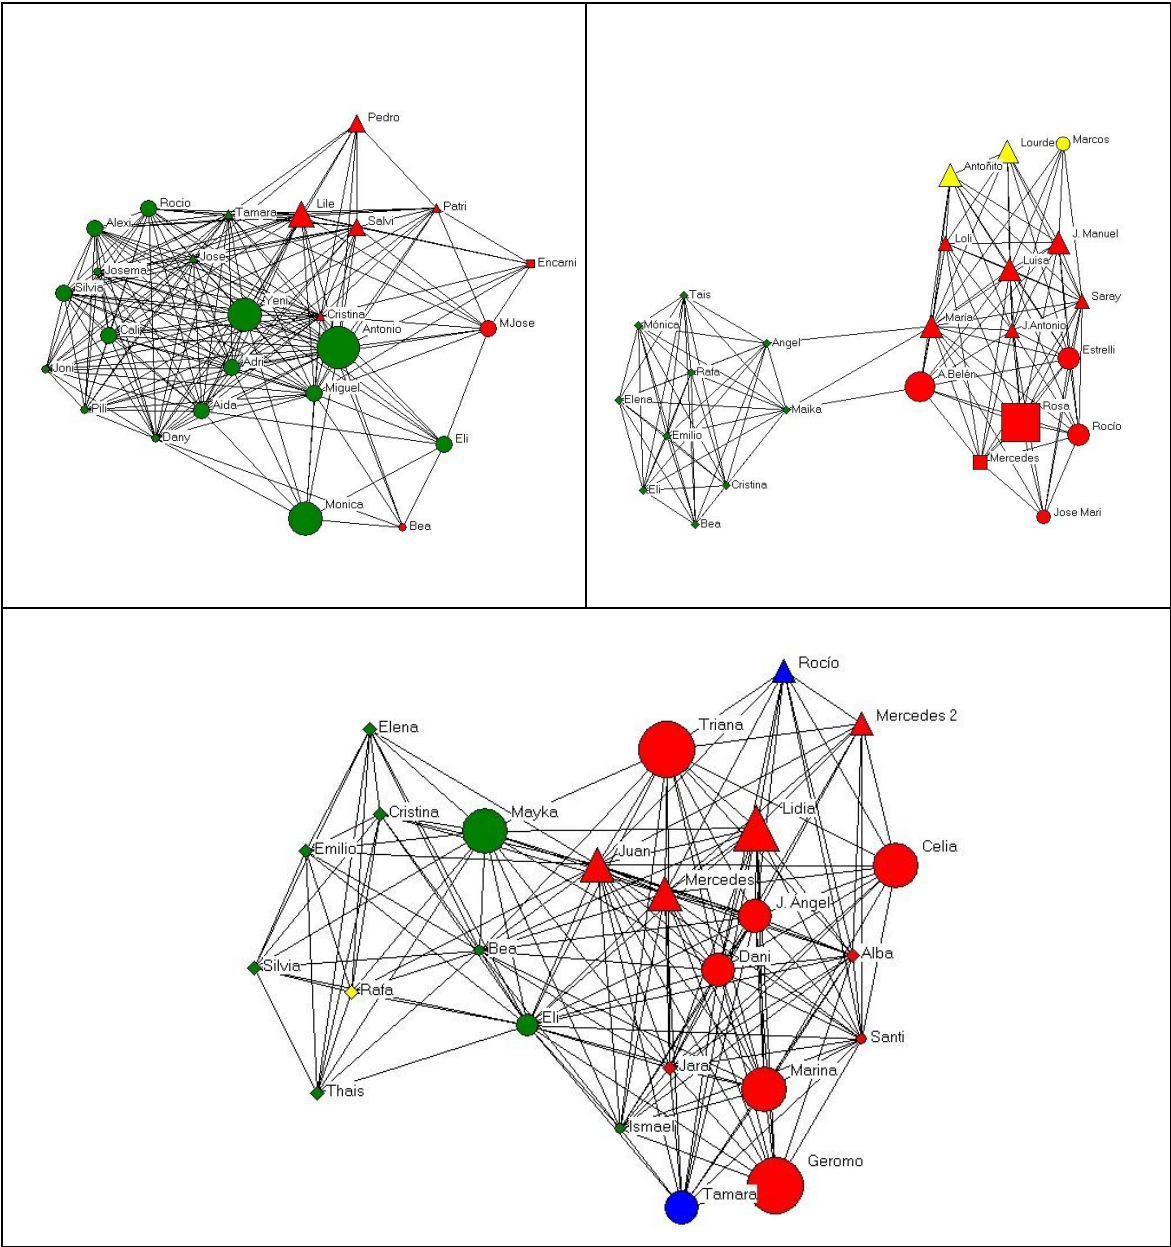 Pedro
Rocio
Tamara
Lile
Patri
Alexi
Salvi
Jose
Encarni
Josema
Silvia
Yeni
Cristina
MJose
Cali
Antonio
Joni
Adri
Miguel
Pili
Aida
Dany
Eli
Monica
Bea
Lourde
Marcos
Antoñito
J. Manuel
Loli
Luisa
Tais
Saray
Mónica
María
J.Antonio
Angel
Estrelli
Rafa
A.Belén
Elena
Maika
Rosa
Emilio
Rocío
Mercedes
Eli
Cristina
Jose Mari
Bea
Rocío
Mercedes 2
Triana
Elena
Cristina
Mayka
Lidia
Emilio
Juan
Celia
Mercedes
J. Angel
Bea
Alba
Dani
Silvia
Rafa
Eli
Santi
Jara
Marina
Thais
Ismael
Geromo
Tamara